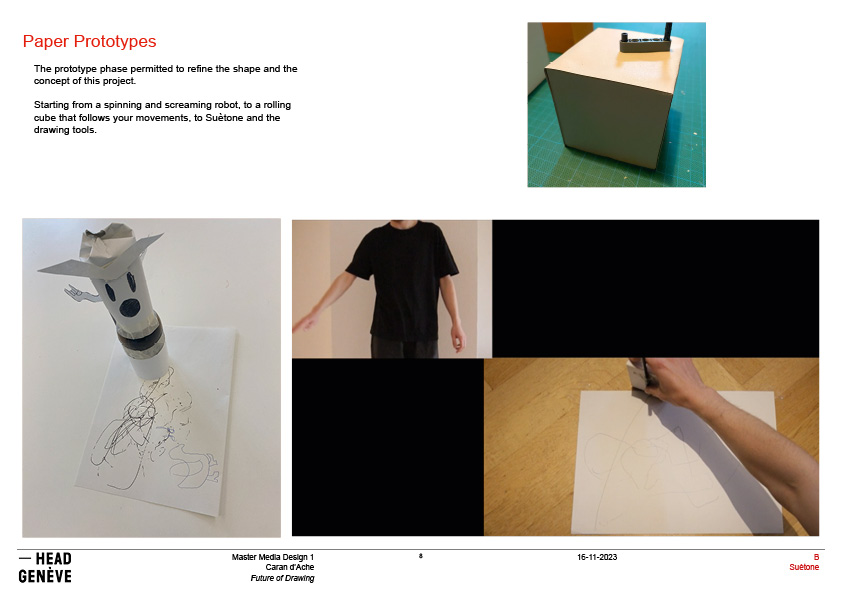 Paper Prototypes
The prototype phase permitted to refine the shape and the
concept of this project.
Starting from a spinning and screaming robot, to a rolling
cube that follows your movements, to Suètone and the
drawing tools.
— HEAD
GENÈVE
Master Media Design 1
Caran d'Ache
Future of Drawing
8
16-11-2023
B
Suètone